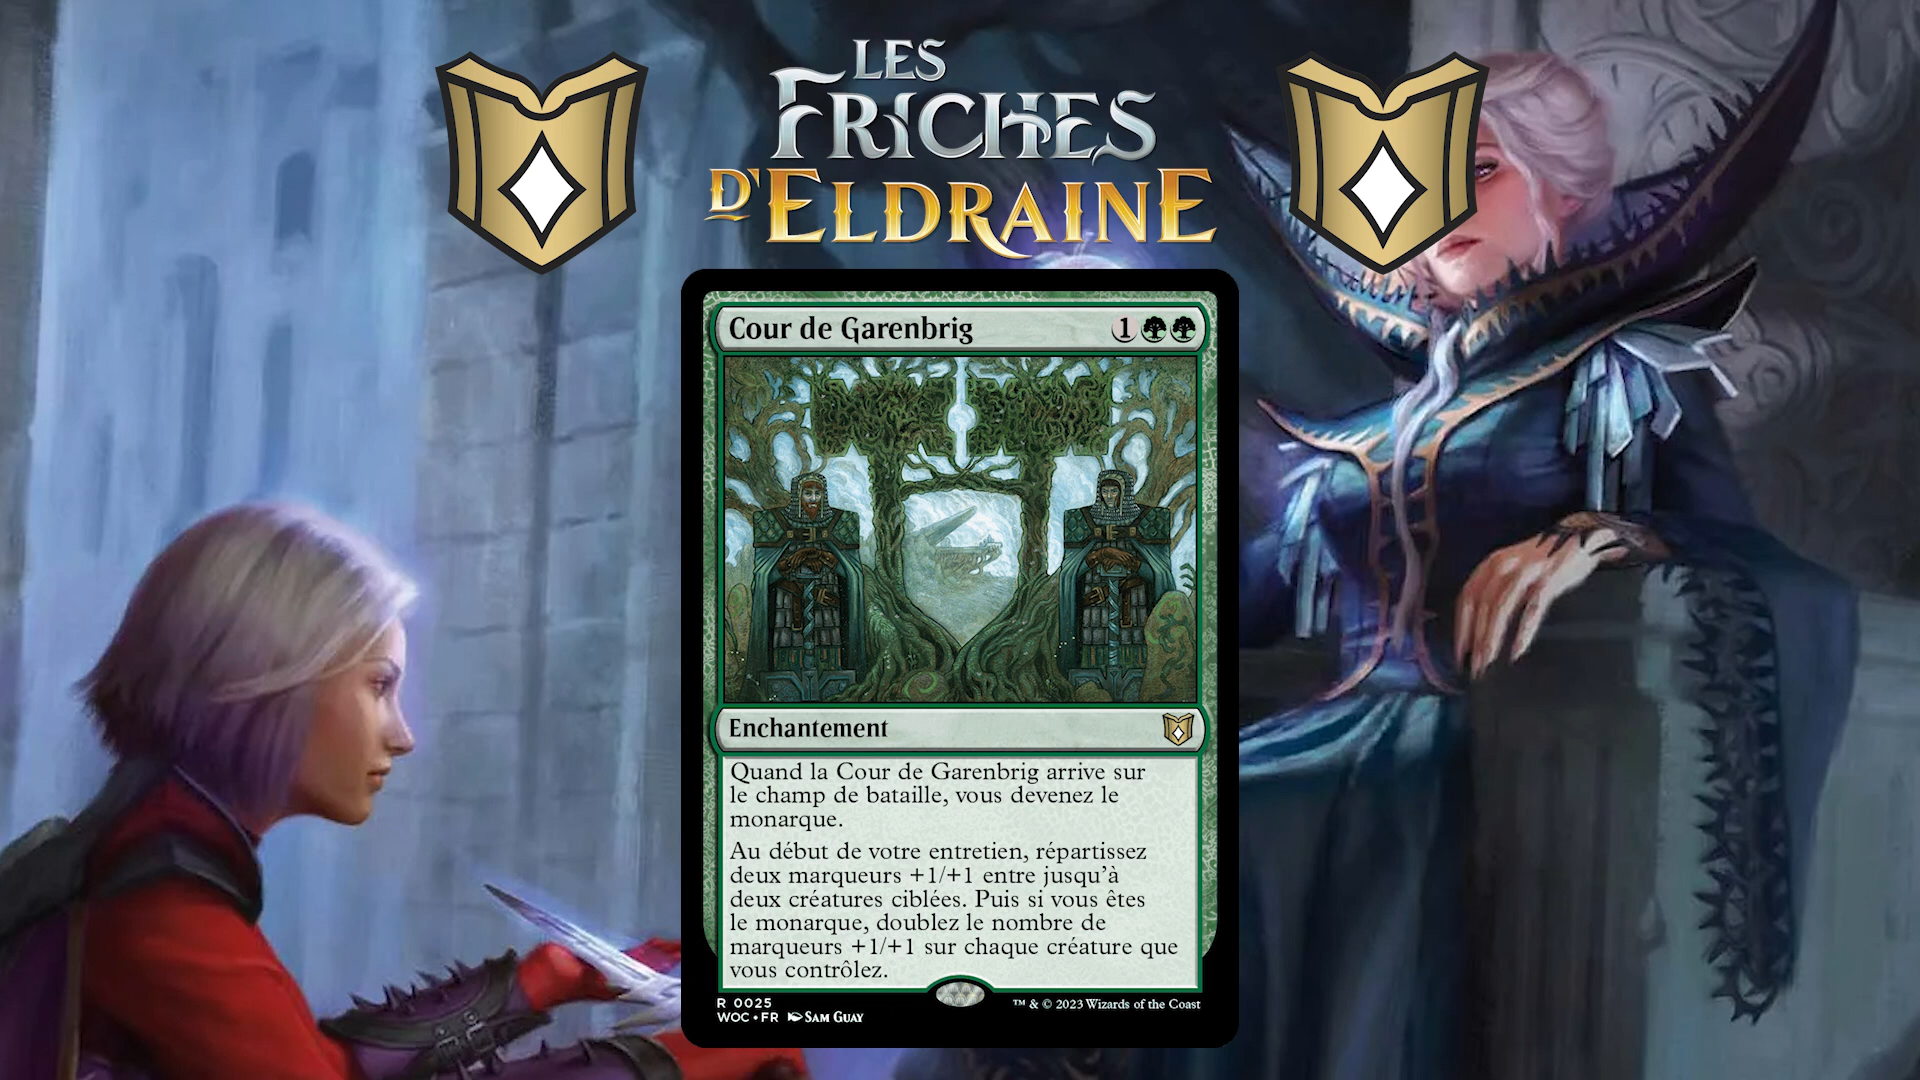 LES
FRICHES
D'ELDRAINE
Cour de Garenbrig
1
Enchantement
Quand la Cour de Garenbrig arrive sur
le champ de bataille, vous devenez le
monarque.
Au début de votre entretien, répartissez
deux marqueurs +1/+1 entre jusqu'à
deux créatures ciblées. Puis si vous êtes
le monarque, doublez le nombre de
marqueurs +1/+1 sur chaque créature que
vous contrôlez.
R 0025
™ & © 2023 Wizards of the Coast
WOC • FR SAM GUAY